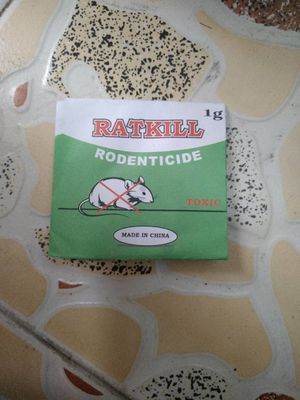 1g
RATKILL
RODENTICIDE
TOXIC
MADE IN CHINA